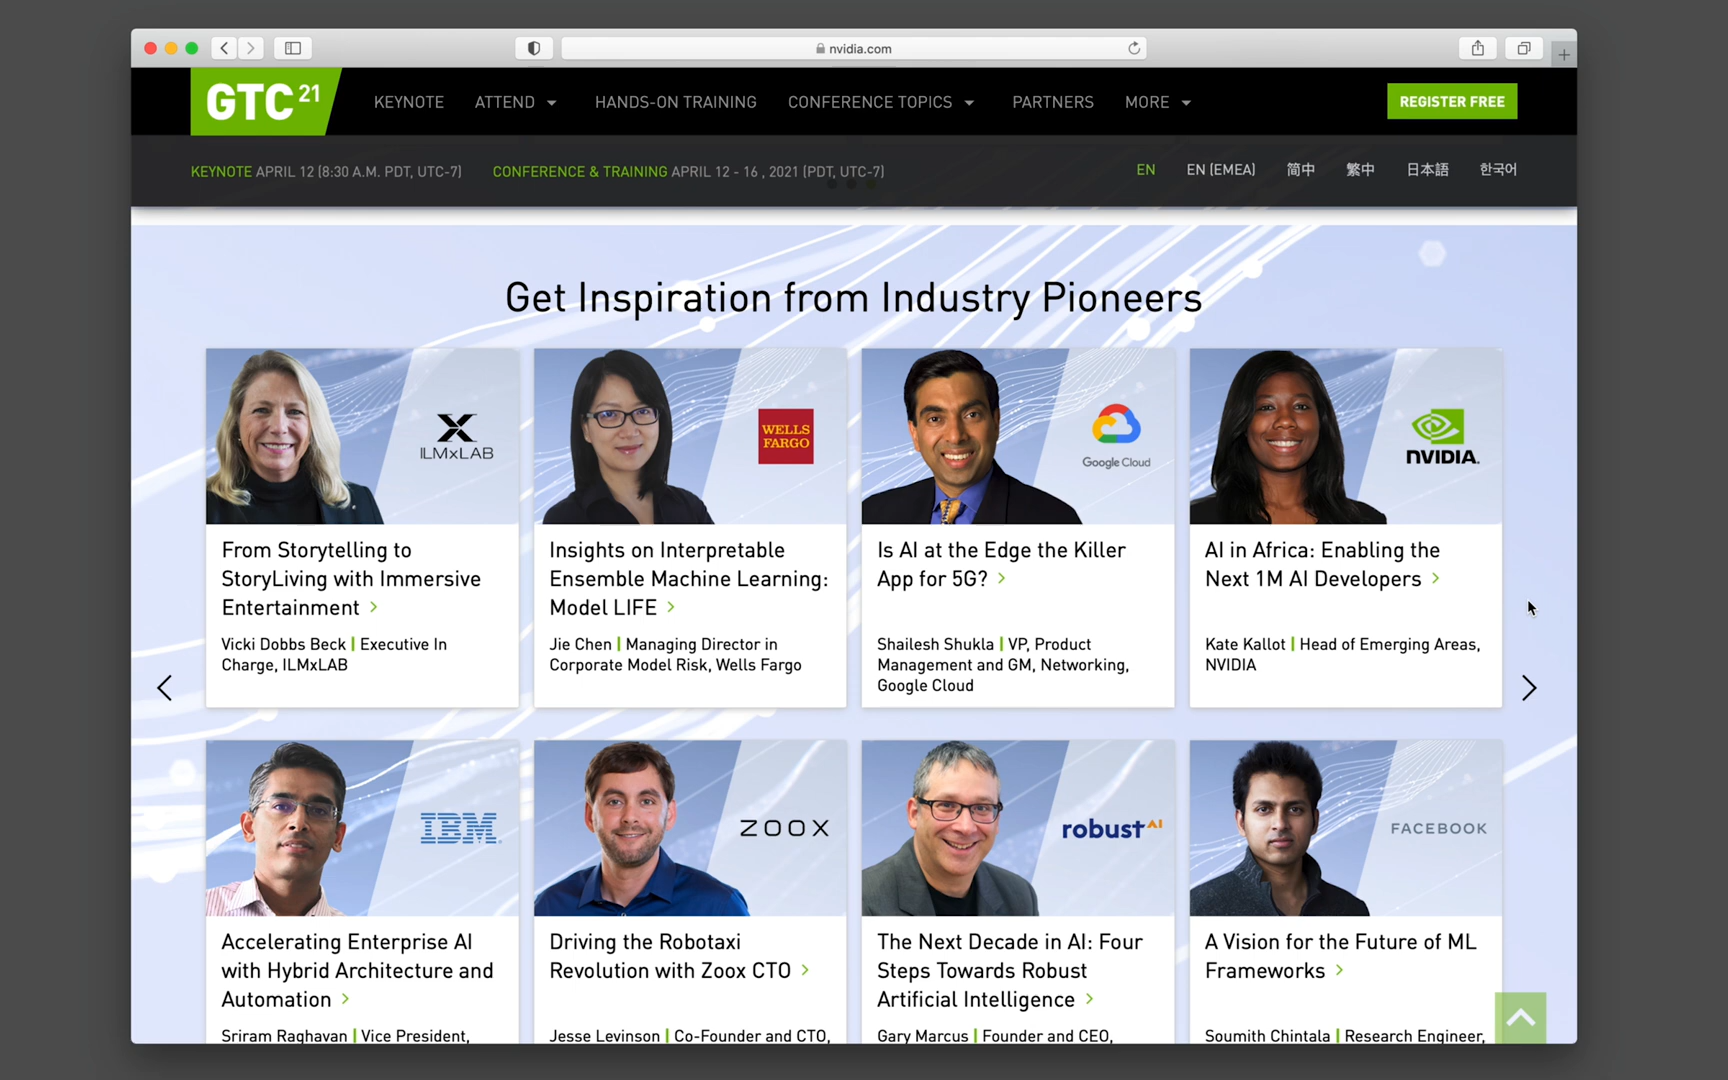 nvidia.com
GTC 21
KEYNOTE ATTEND HANDS-ON TRAINING CONFERENCE TOPICS PARTNERS MORE
REGISTER FREE
KEYNOTE APRIL 12 (8:30 A.M. PDT, UTC-7) CONFERENCE & TRAINING APRIL 12 - 16 , 2021 (PDT, UTC-7)
EN EN (EMEA) 简中 繁中 日本語 한국어
Get Inspiration from Industry Pioneers
ILMxLAB
From Storytelling to
StoryLiving with Immersive
Entertainment
Vicki Dobbs Beck | Executive In
Charge, ILMxLAB
WELLS
FARGO
Insights on Interpretable
Ensemble Machine Learning:
Model LIFE
Jie Chen | Managing Director in
Corporate Model Risk, Wells Fargo
Google Cloud
Is AI at the Edge the Killer
App for 5G?
Shailesh Shukla | VP, Product
Management and GM, Networking,
Google Cloud
NVIDIA.
AI in Africa: Enabling the
Next 1M AI Developers
Kate Kallot | Head of Emerging Areas,
NVIDIA
IBM
Accelerating Enterprise AI
with Hybrid Architecture and
Automation
Sriram Raghavan | Vice President,
ZOOX
Driving the Robotaxi
Revolution with Zoox CTO
Jesse Levinson | Co-Founder and CTO,
robust AI
The Next Decade in AI: Four
Steps Towards Robust
Artificial Intelligence
Gary Marcus | Founder and CEO,
FACEBOOK
A Vision for the Future of ML
Frameworks
Soumith Chintala | Research Engineer,